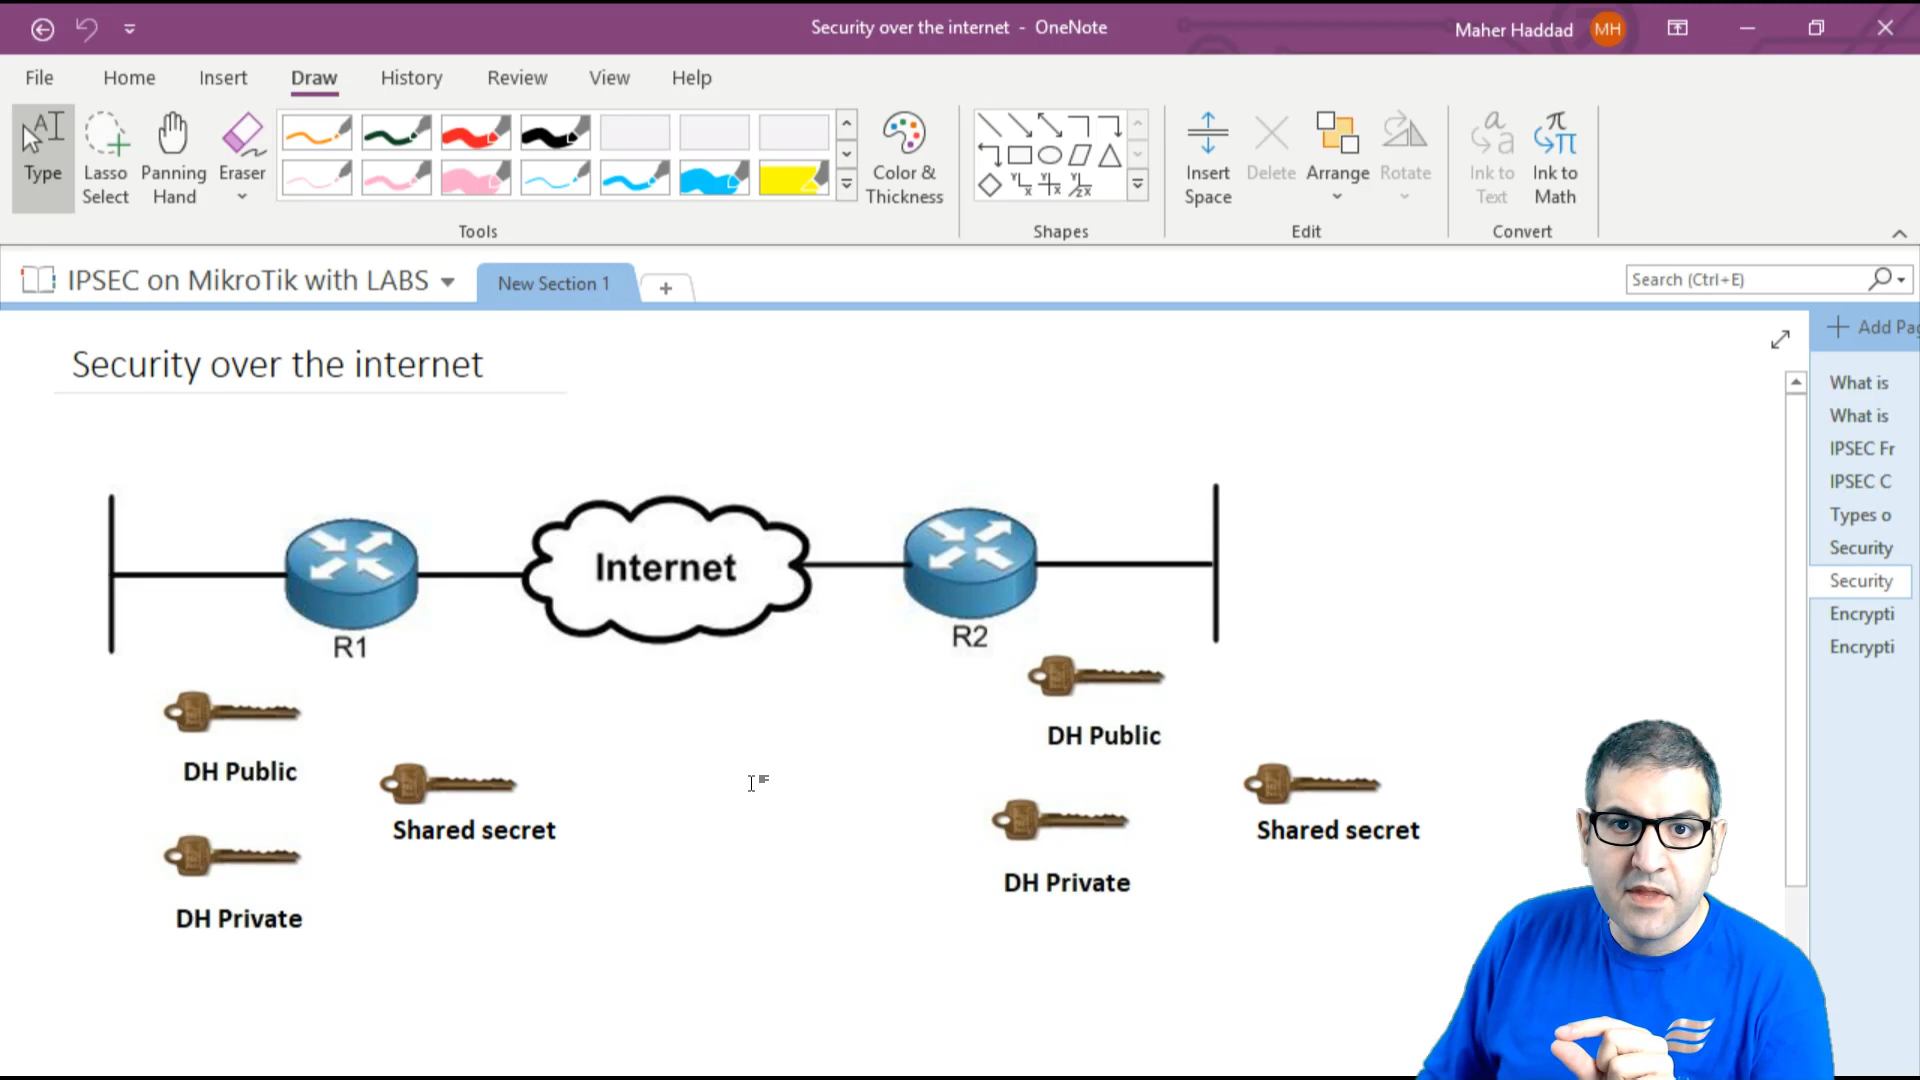 Security over the internet - OneNote
Maher Haddad
MH
File Home Insert Draw History Review View Help
Type
Lasso Select
Panning Hand
Eraser
Color & Thickness
Insert Space
Delete
Arrange
Rotate
Ink to Text
Ink to Math
Tools
Shapes
Edit
Convert
IPSEC on MikroTik with LABS
New Section 1
Search (Ctrl+E)
Add Pag
Security over the internet
What is
What is
IPSEC Fr
IPSEC C
Types o
Security
Security
Encrypti
Encrypti
Internet
R1
R2
DH Public
DH Public
Shared secret
Shared secret
DH Private
DH Private